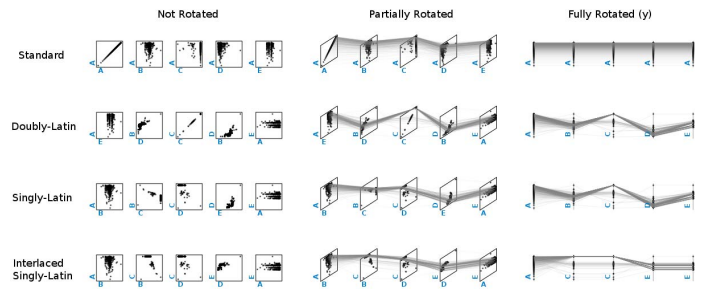 Not Rotated Partially Rotated Fully Rotated (y)
Standard A A A B A C A D A E A A A B A C A D A E A A A A A
Doubly-Latin A E B D C C D B E A A E B D C C D B E A A B C D E
Singly-Latin A B B C C D D E E A A B B C C D D E E A A B C D E
Interlaced Singly-Latin A B C B C D E D E A A B C B C D E D E A A C C E E